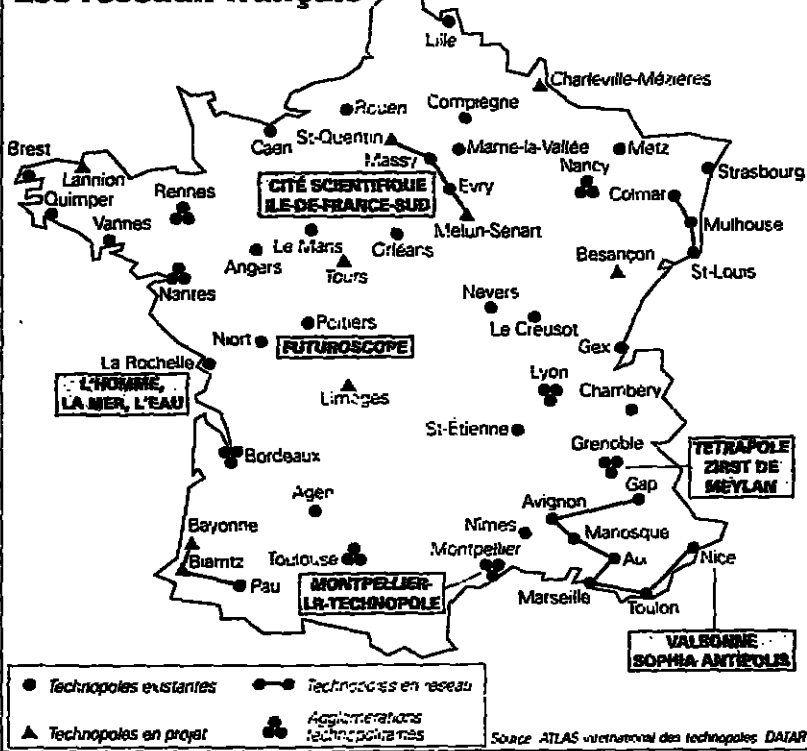 Les réseaux français
Lille
Charleville-Mézières
Rouen
Compiègne
Caen
St-Quentin
Massy
Marne-la-Vallée
Metz
Nancy
Strasbourg
Brest
Lannion
Rennes
CITÉ SCIENTIFIQUE
ILE-DE-FRANCE-SUD
Evry
Colmar
Quimper
Vannes
Melun-Sénart
Mulhouse
Le Mans
Orléans
Angers
Tours
Besançon
St-Louis
Nantes
Nevers
Le Creusot
Poitiers
Niort
FUTUROSCOPE
Gex
La Rochelle
L'HOMME,
LA MER, L'EAU
Limoges
Lyon
Chambéry
St-Étienne
Grenoble
TETRAPOLE
ZIRST DE
MEYLAN
Bordeaux
Gap
Agen
Avignon
Bayonne
Nîmes
Manosque
Biarritz
Toulouse
Montpellier
Au
Nice
Pau
MONTPELLIER-
LR-TECHNOPOLE
Marseille
Toulon
VALBONNE
SOPHIA-ANTIPOLIS
Technopoles existantes
Technopoles en réseau
Technopoles en projet
Agglomérations
technopolitaines
Source ATLAS international des technopoles DATAR